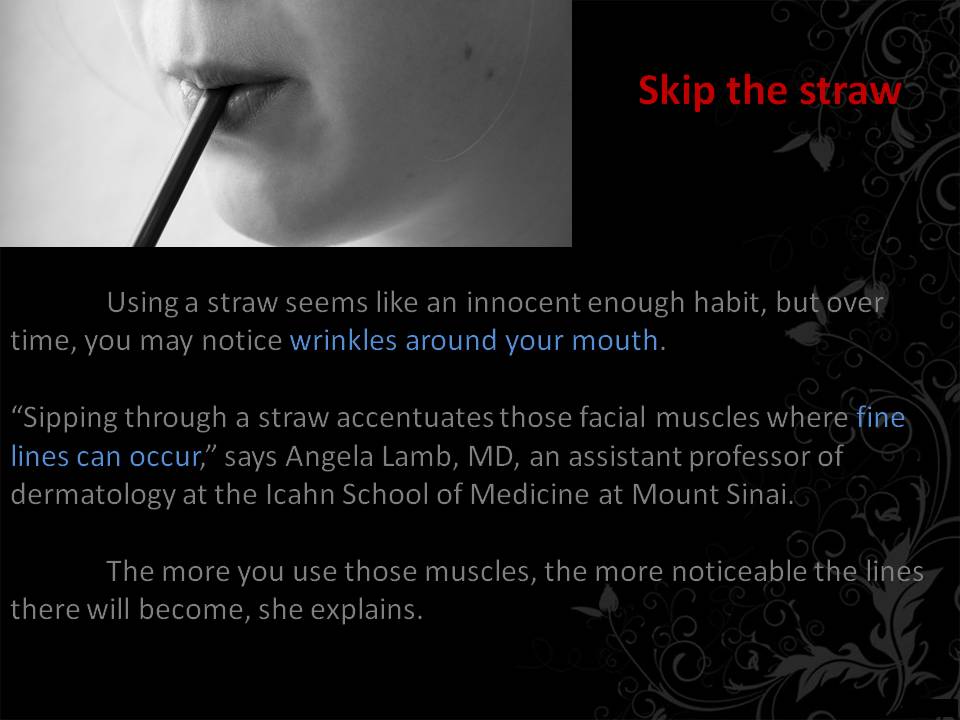 Skip the straw
Using a straw seems like an innocent enough habit, but over
time, you may notice wrinkles around your mouth.
“Sipping through a straw accentuates those facial muscles where fine
lines can occur,” says Angela Lamb, MD, an assistant professor of
dermatology at the Icahn School of Medicine at Mount Sinai.
The more you use those muscles, the more noticeable the lines
there will become, she explains.